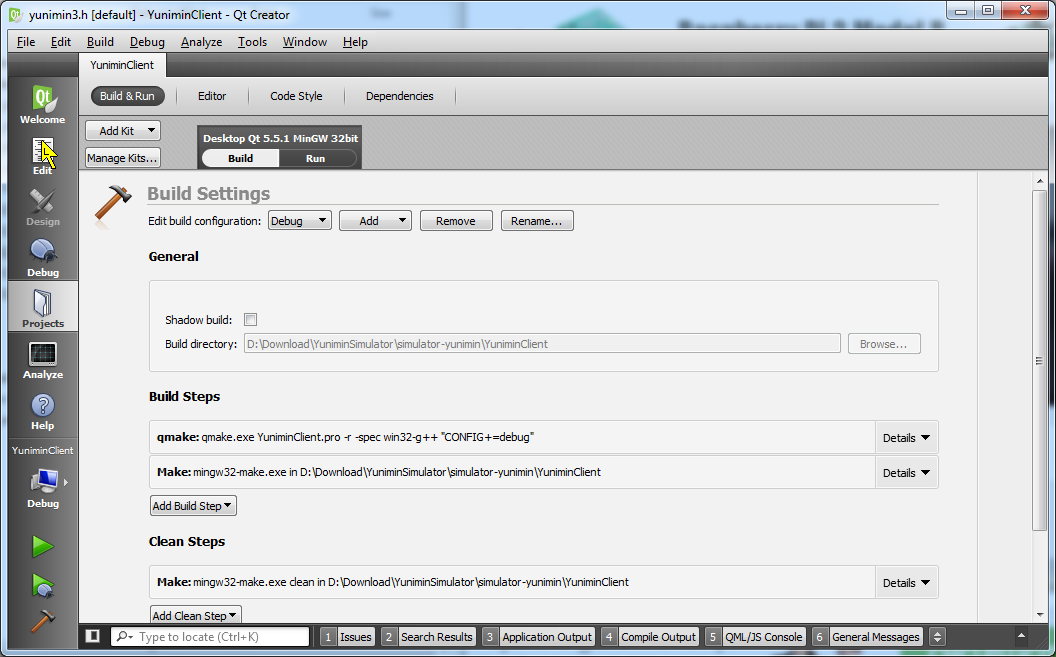 yunimin3.h [default] - YuniminClient - Qt Creator
File Edit Build Debug Analyze Tools Window Help
YuniminClient
Build & Run Editor Code Style Dependencies
Add Kit
Manage Kits...
Desktop Qt 5.5.1 MinGW 32bit
Build Run
Welcome
Edit
Design
Debug
Projects
Analyze
Help
YuniminClient
Debug
Build Settings
Edit build configuration: Debug Add Remove Rename...
General
Shadow build:
Build directory: D:\Download\YuniminSimulator\simulator-yunimin\YuniminClient Browse...
Build Steps
qmake: qmake.exe YuniminClient.pro -r -spec win32-g++ "CONFIG+=debug" Details
Make: mingw32-make.exe in D:\Download\YuniminSimulator\simulator-yunimin\YuniminClient Details
Add Build Step
Clean Steps
Make: mingw32-make.exe clean in D:\Download\YuniminSimulator\simulator-yunimin\YuniminClient Details
Add Clean Step
Type to locate (Ctrl+K) 1 Issues 2 Search Results 3 Application Output 4 Compile Output 5 QML/JS Console 6 General Messages